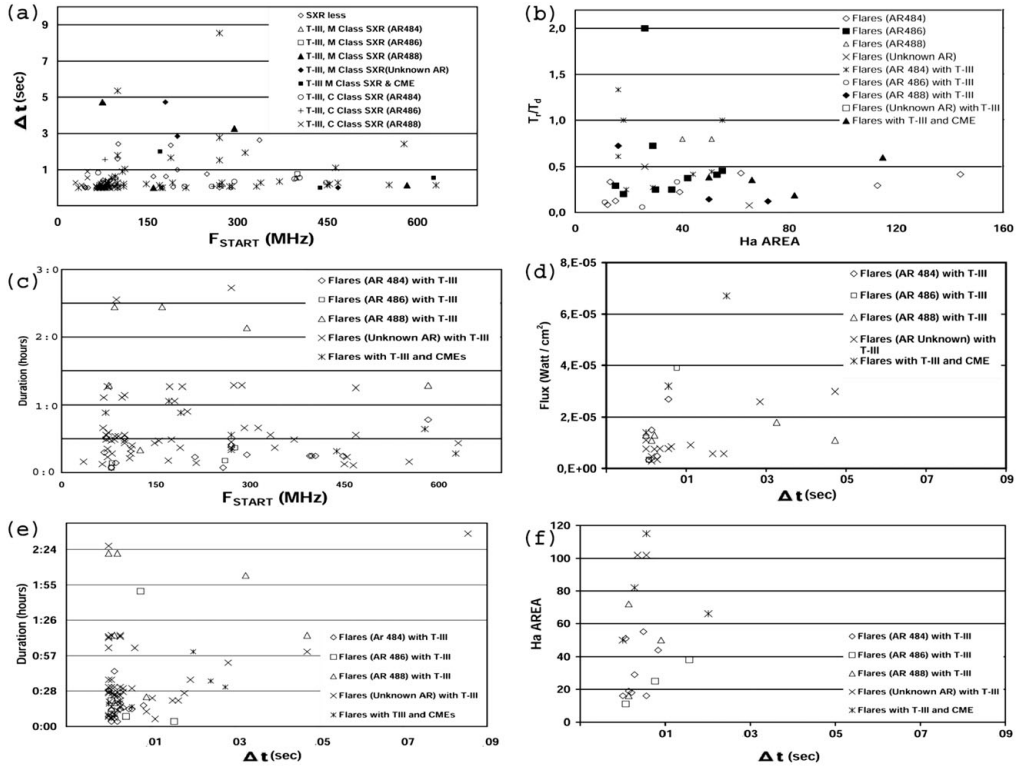 (a)
9
7
5
3
1
Δt (sec)
0
150
300
450
600
F START (MHz)
SXR less
T-III, M Class SXR (AR484)
T-III, M Class SXR (AR486)
T-III, M Class SXR (AR488)
T-III, M Class SXR(Unknown AR)
T-III M Class SXR & CME
T-III, C Class SXR (AR484)
T-III, C Class SXR (AR486)
T-III, C Class SXR (AR488)
(b)
2,0
1,5
1,0
0,5
0,0
Tr/Td
0
40
80
120
160
Ha AREA
Flares (AR484)
Flares (AR486)
Flares (AR488)
Flares (Unknown AR)
Flares (AR 484) with T-III
Flares (AR 486) with T-III
Flares (AR 488) with T-III
Flares (Unknown AR) with T-III
Flares with T-III and CME
(c)
3:0
2:0
1:0
0:0
Duration (hours)
0
150
300
450
600
F START (MHz)
Flares (AR 484) with T-III
Flares (AR 486) with T-III
Flares (AR 488) with T-III
Flares (Unknown AR) with T-III
Flares with T-III and CMEs
(d)
8,E-05
6,E-05
4,E-05
2,E-05
0,E+00
Flux (Watt / cm²)
01
03
05
07
09
Δt (sec)
Flares (AR 484) with T-III
Flares (AR 486) with T-III
Flares (AR 488) with T-III
Flares (AR Unknown) with
T-III
Flares with T-III and CME
(e)
2:24
1:55
1:26
0:57
0:28
0:00
Duration (hours)
01
03
05
07
09
Δt (sec)
Flares (Ar 484) with T-III
Flares (AR 486) with T-III
Flares (AR 488) with T-III
Flares (Unknown AR) with T-III
Flares with TIII and CMEs
(f)
120
100
80
60
40
20
0
Ha AREA
01
03
05
07
09
Δt (sec)
Flares (AR 484) with T-III
Flares (AR 486) with T-III
Flares (AR 488) with T-III
Flares (Unknown AR) with T-III
Flares with T-III and CME